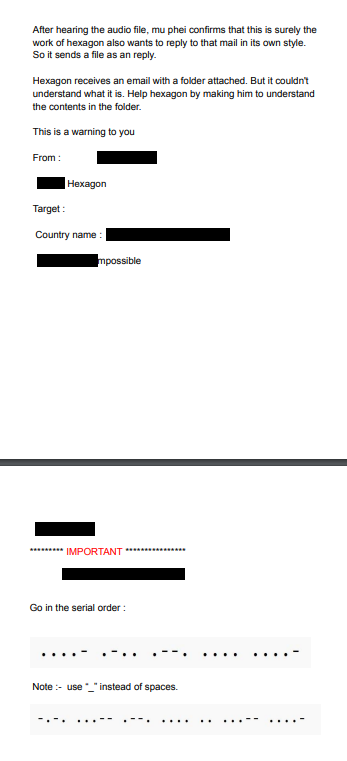 After hearing the audio file, mu phei confirms that this is surely the
work of hexagon also wants to reply to that mail in its own style.
So it sends a file as an reply.
Hexagon receives an email with a folder attached. But it couldn't
understand what it is. Help hexagon by making him to understand
the contents in the folder.
This is a warning to you
From :
Hexagon
Target :
Country name :
mpossible
********* IMPORTANT ****************
Go in the serial order :
....- .-.. .--. .... ....-
Note :- use “_” instead of spaces.
-.-. ...-- .--. .... .. ...-- ....-